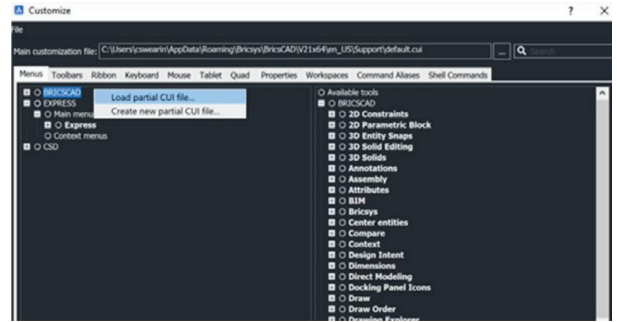 Customize
File
Main customization file: C:\Users\cswearin\AppData\Roaming\Bricsys\BricsCAD\V21x64\en_US\Support\default.cui ... Search
Menus Toolbars Ribbon Keyboard Mouse Tablet Quad Properties Workspaces Command Aliases Shell Commands
BRICSCAD
EXPRESS
Main menu
Express
Context menus
CSD
Load partial CUI file...
Create new partial CUI file...
Available tools
BRICSCAD
2D Constraints
2D Parametric Block
3D Entity Snaps
3D Solid Editing
3D Solids
Annotations
Assembly
Attributes
BIM
Bricsys
Center entities
Compare
Context
Design Intent
Dimensions
Direct Modeling
Docking Panel Icons
Draw
Draw Order
Drawing Explorer